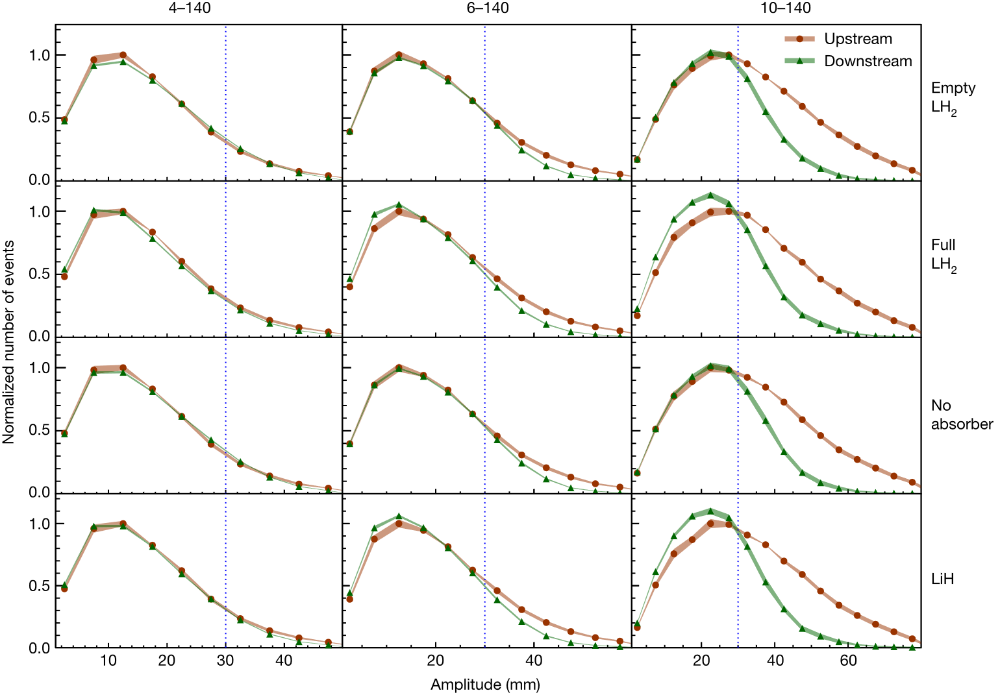 4–140 6–140 10–140
Upstream
Downstream
1.0
0.5
0.0
Empty
LH2
1.0
0.5
0.0
Full
LH2
1.0
0.5
0.0
No
absorber
1.0
0.5
0.0
LiH
Normalized number of events
10 20 30 40 20 40 20 40 60
Amplitude (mm)